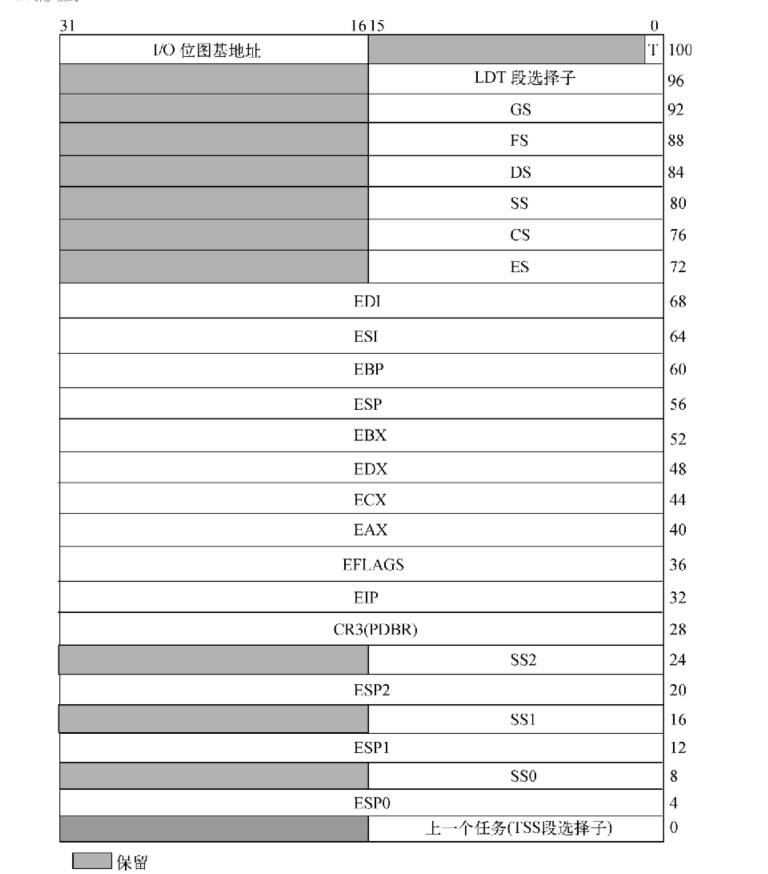 31 16 15 0
I/O 位图基地址 T 100
LDT 段选择子 96
GS 92
FS 88
DS 84
SS 80
CS 76
ES 72
EDI 68
ESI 64
EBP 60
ESP 56
EBX 52
EDX 48
ECX 44
EAX 40
EFLAGS 36
EIP 32
CR3(PDBR) 28
SS2 24
ESP2 20
SS1 16
ESP1 12
SS0 8
ESP0 4
上一个任务(TSS段选择子) 0
保留